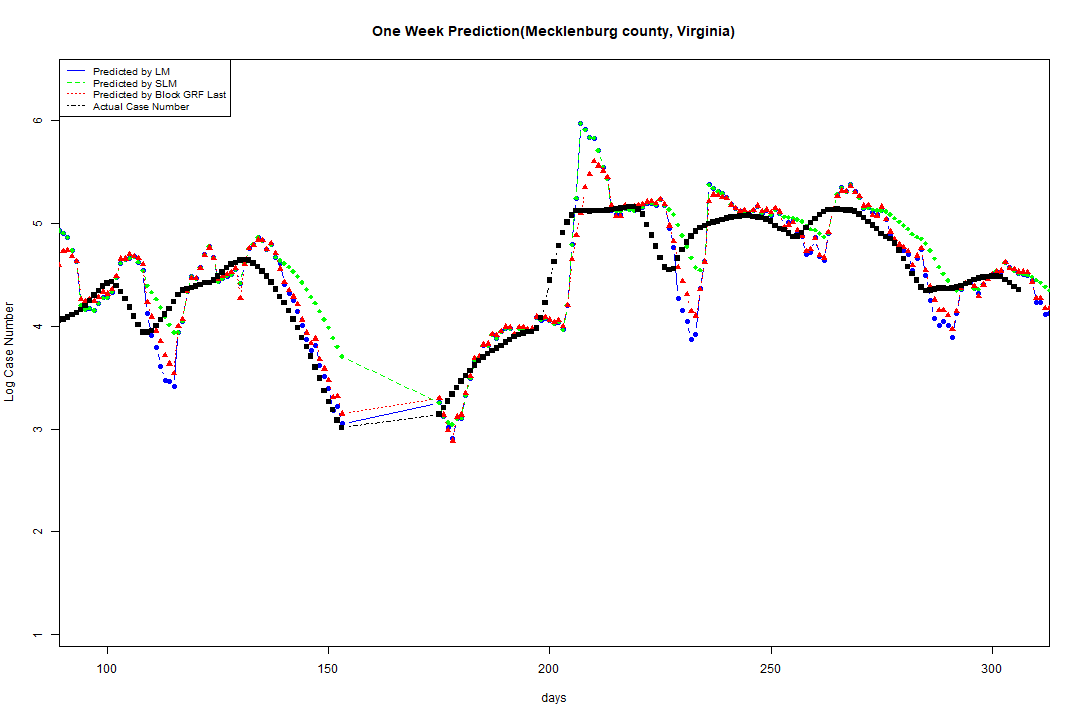 One Week Prediction(Mecklenburg county, Virginia)
Predicted by LM
Predicted by SLM
Predicted by Block GRF Last
Actual Case Number
Log Case Number
6
5
4
3
2
1
100 150 200 250 300
days